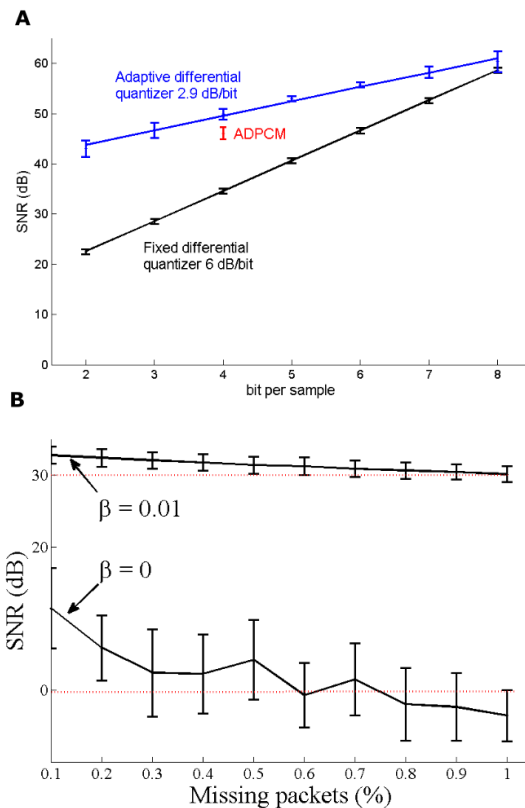 A
60
50
40
30
20
10
0
SNR (dB)
Adaptive differential
quantizer 2.9 dB/bit
ADPCM
Fixed differential
quantizer 6 dB/bit
2 3 4 5 6 7 8
bit per sample
B
30
20
0
SNR (dB)
β = 0.01
β = 0
0.1 0.2 0.3 0.4 0.5 0.6 0.7 0.8 0.9 1
Missing packets (%)